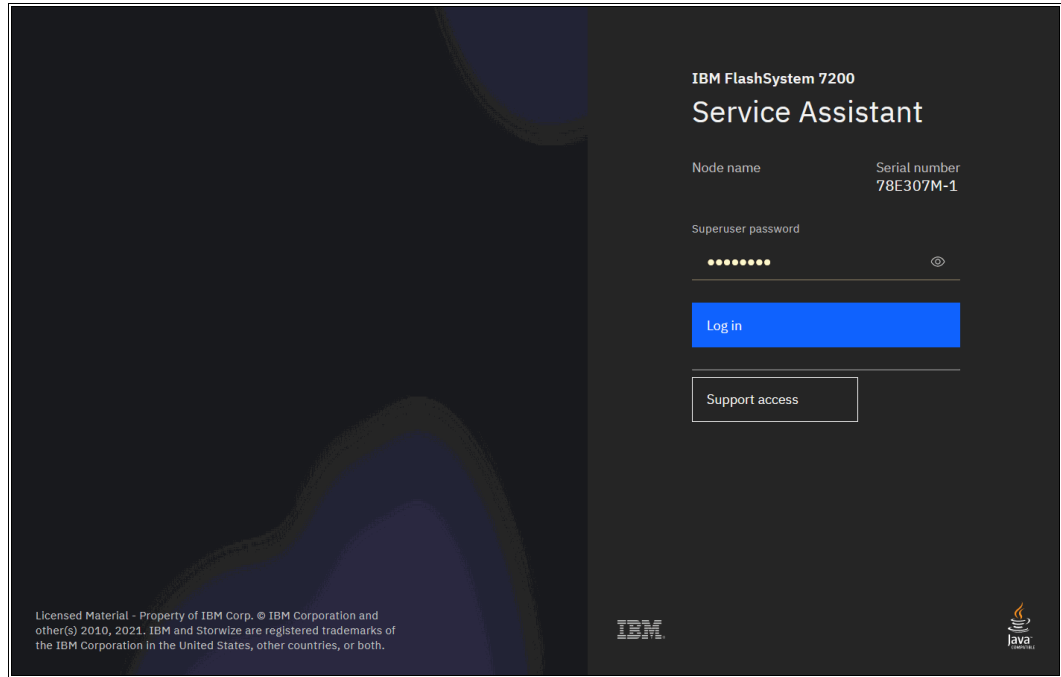 IBM FlashSystem 7200
Service Assistant
Node name
Serial number
78E307M-1
Superuser password
••••••••
Log in
Support access
Licensed Material - Property of IBM Corp. © IBM Corporation and
other(s) 2010, 2021. IBM and Storwize are registered trademarks of
the IBM Corporation in the United States, other countries, or both.
IBM.
Java
COMPATIBLE